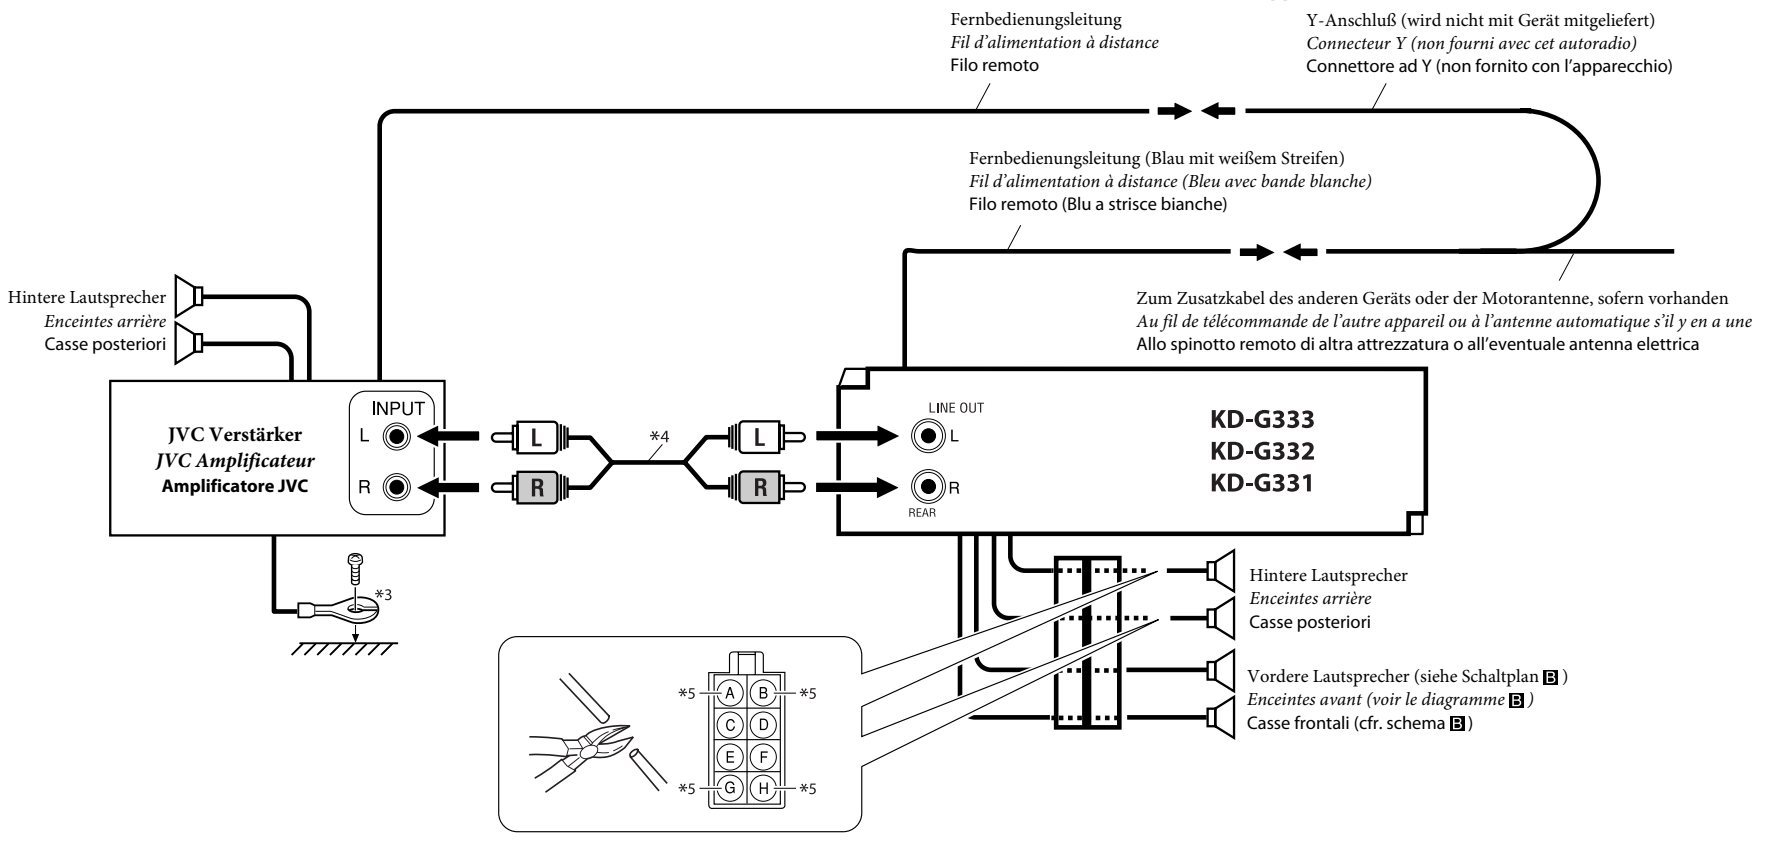 Fernbedienungsleitung
Fil d'alimentation à distance
Filo remoto
Y-Anschluß (wird nicht mit Gerät mitgeliefert)
Connecteur Y (non fourni avec cet autoradio)
Connettore ad Y (non fornito con l'apparecchio)
Fernbedienungsleitung (Blau mit weißem Streifen)
Fil d'alimentation à distance (Bleu avec bande blanche)
Filo remoto (Blu a strisce bianche)
Hintere Lautsprecher
Enceintes arrière
Casse posteriori
Zum Zusatzkabel des anderen Geräts oder der Motorantenne, sofern vorhanden
Au fil de télécommande de l'autre appareil ou à l'antenne automatique s'il y en a une
Allo spinotto remoto di altra attrezzatura o all'eventuale antenna elettrica
JVC Verstärker
JVC Amplificateur
Amplificatore JVC
INPUT
L
R
L
R
*4
L
R
LINE OUT
L
R
REAR
KD-G333
KD-G332
KD-G331
*3
Hintere Lautsprecher
Enceintes arrière
Casse posteriori
Vordere Lautsprecher (siehe Schaltplan B )
Enceintes avant (voir le diagramme B )
Casse frontali (cfr. schema B )
*5 A B *5
C D
E F
*5 G H *5